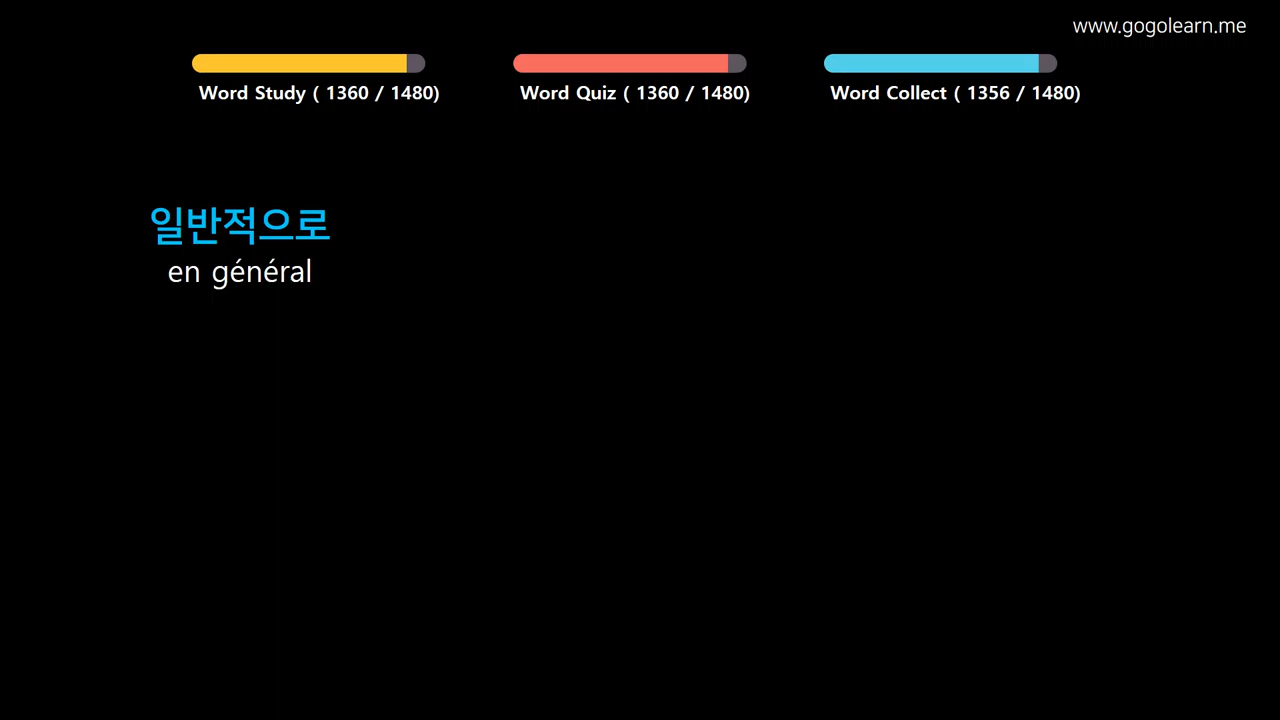 www.gogolearn.me
Word Study ( 1360 / 1480)
Word Quiz ( 1360 / 1480)
Word Collect ( 1356 / 1480)
일반적으로
en général